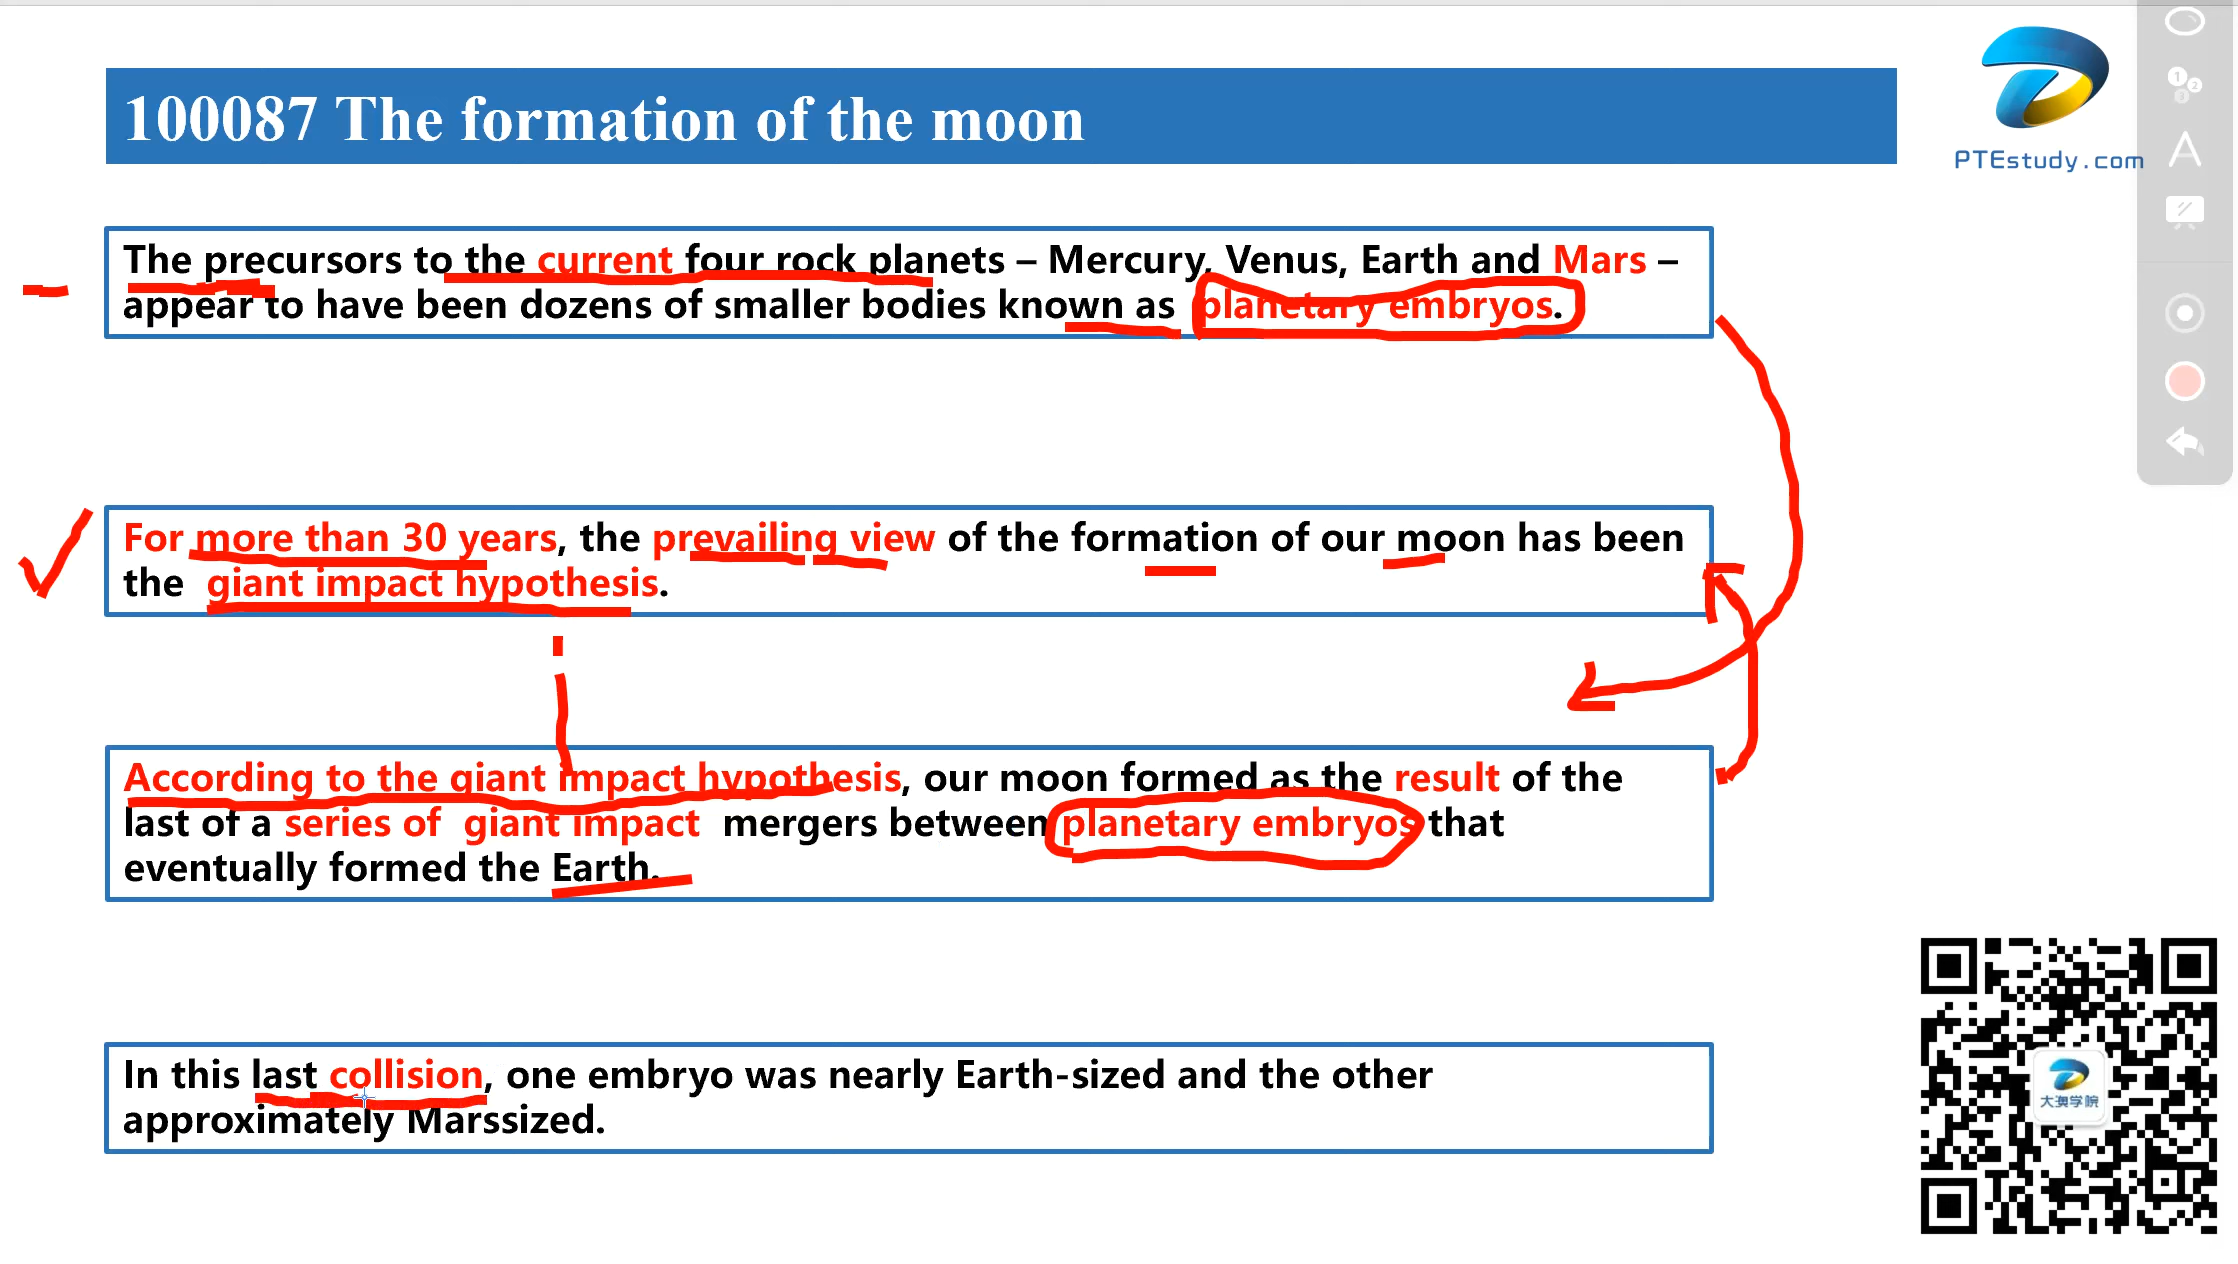 100087 The formation of the moon
PTEstudy.com
The precursors to the current four rock planets – Mercury, Venus, Earth and Mars –
appear to have been dozens of smaller bodies known as planetary embryos.
For more than 30 years, the prevailing view of the formation of our moon has been
the giant impact hypothesis.
According to the giant impact hypothesis, our moon formed as the result of the
last of a series of giant impact mergers between planetary embryos that
eventually formed the Earth.
In this last collision, one embryo was nearly Earth-sized and the other
approximately Marssized.
大澳学院